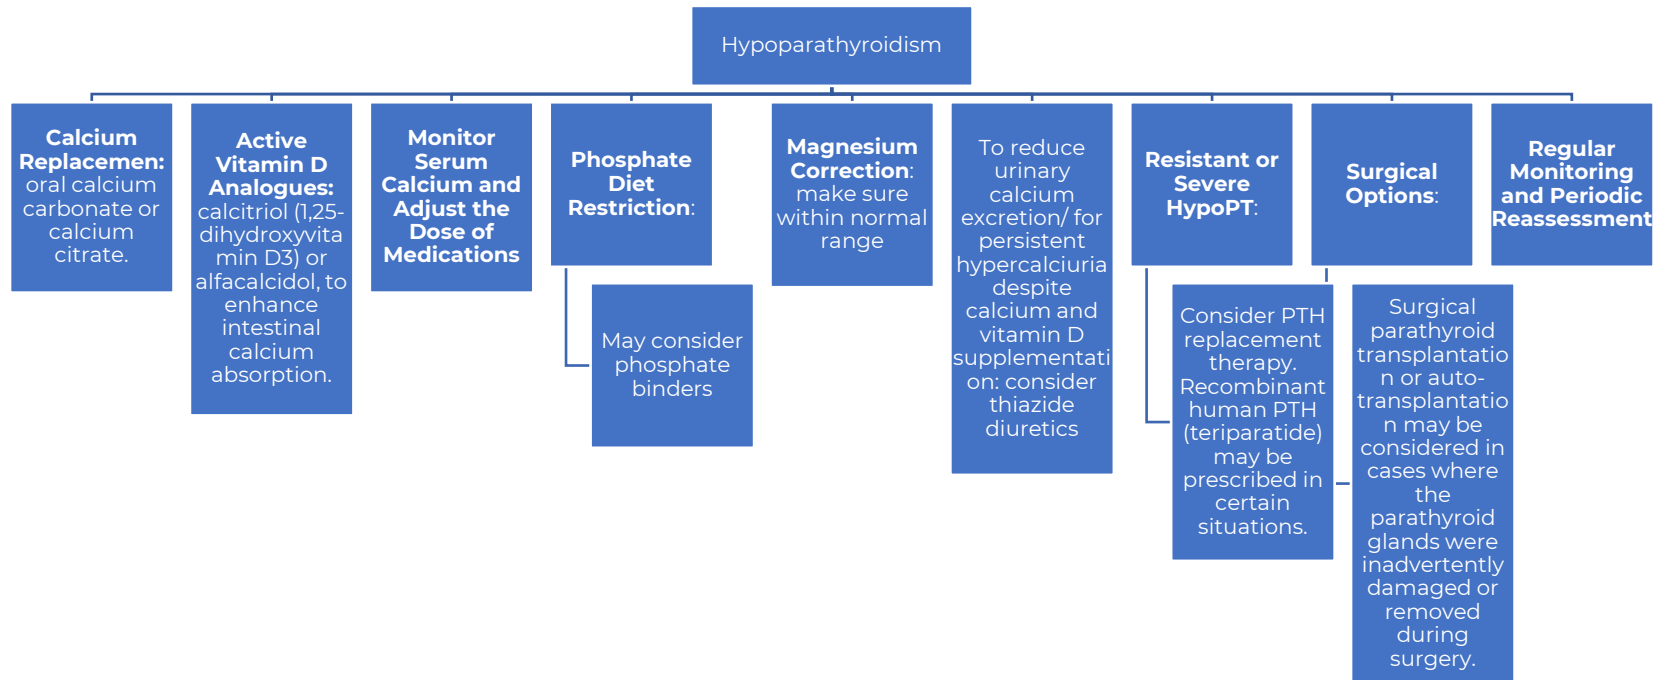 Hypoparathyroidism
Calcium
Replacemen:
oral calcium
carbonate or
calcium
citrate.
Active
Vitamin D
Analogues:
calcitriol (1,25-
dihydroxyvita
min D3) or
alfacalcidol, to
enhance
intestinal
calcium
absorption.
Monitor
Serum
Calcium and
Adjust the
Dose of
Medications
Phosphate
Diet
Restriction:
May consider
phosphate
binders
Magnesium
Correction:
make sure
within normal
range
To reduce
urinary
calcium
excretion/ for
persistent
hypercalciuria
despite
calcium and
vitamin D
supplementati
on: consider
thiazide
diuretics
Resistant or
Severe
HypoPT:
Consider PTH
replacement
therapy.
Recombinant
human PTH
(teriparatide)
may be
prescribed in
certain
situations.
Surgical
Options:
Surgical
parathyroid
transplantatio
n or auto-
transplantatio
n may be
considered in
cases where
the
parathyroid
glands were
inadvertently
damaged or
removed
during
surgery.
Regular
Monitoring
and Periodic
Reassessment